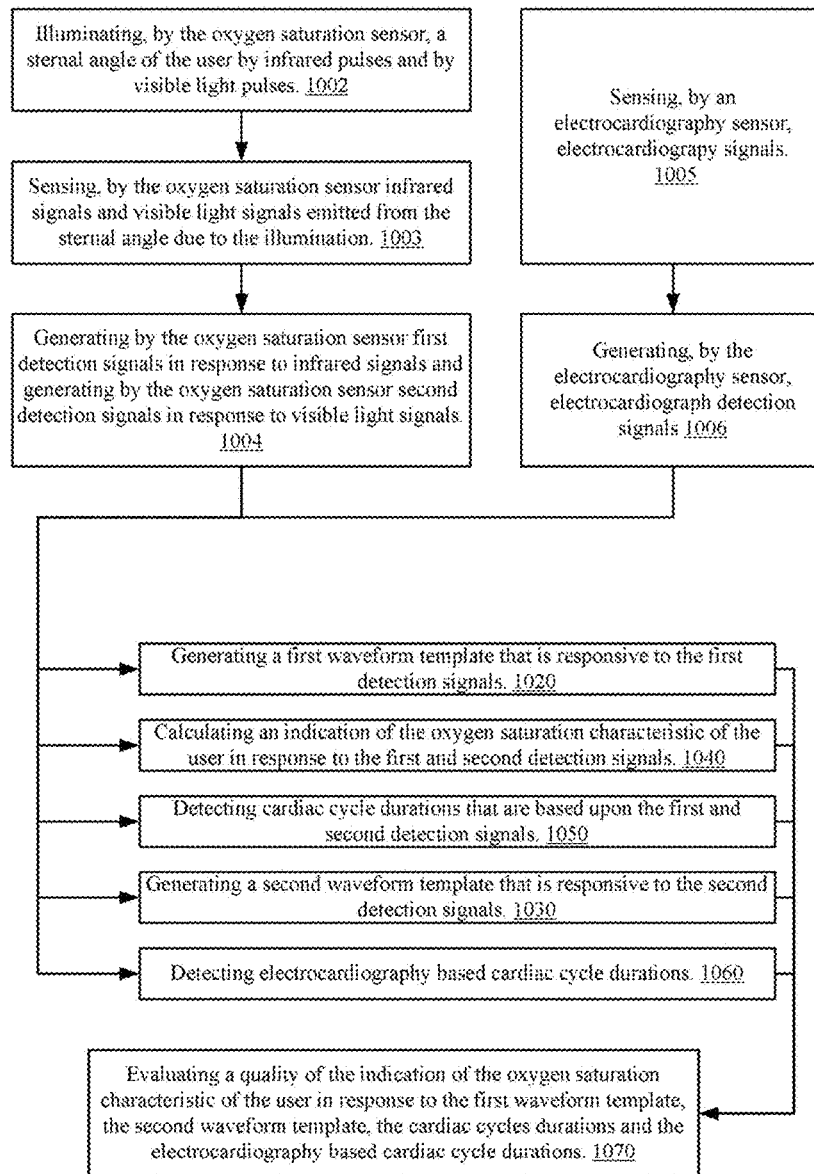 Illuminating, by the oxygen saturation sensor, a
sternal angle of the user by infrared pulses and by
visible light pulses. 1002
Sensing, by the oxygen saturation sensor infrared
signals and visible light signals emitted from the
sternal angle due to the illumination. 1003
Generating by the oxygen saturation sensor first
detection signals in response to infrared signals and
generating by the oxygen saturation sensor second
detection signals in response to visible light signals.
1004
Sensing, by an
electrocardiography sensor,
electrocardiograpy signals.
1005
Generating, by the
electrocardiography sensor,
electrocardiograph detection
signals 1006
Generating a first waveform template that is responsive to the first
detection signals. 1020
Calculating an indication of the oxygen saturation characteristic of the
user in response to the first and second detection signals. 1040
Detecting cardiac cycle durations that are based upon the first and
second detection signals. 1050
Generating a second waveform template that is responsive to the second
detection signals. 1030
Detecting electrocardiography based cardiac cycle durations. 1060
Evaluating a quality of the indication of the oxygen saturation
characteristic of the user in response to the first waveform template,
the second waveform template, the cardiac cycles durations and the
electrocardiography based cardiac cycle durations. 1070